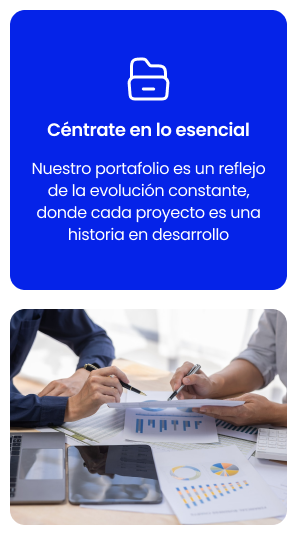 Céntrate en lo esencial
Nuestro portafolio es un reflejo
de la evolución constante,
donde cada proyecto es una
historia en desarrollo